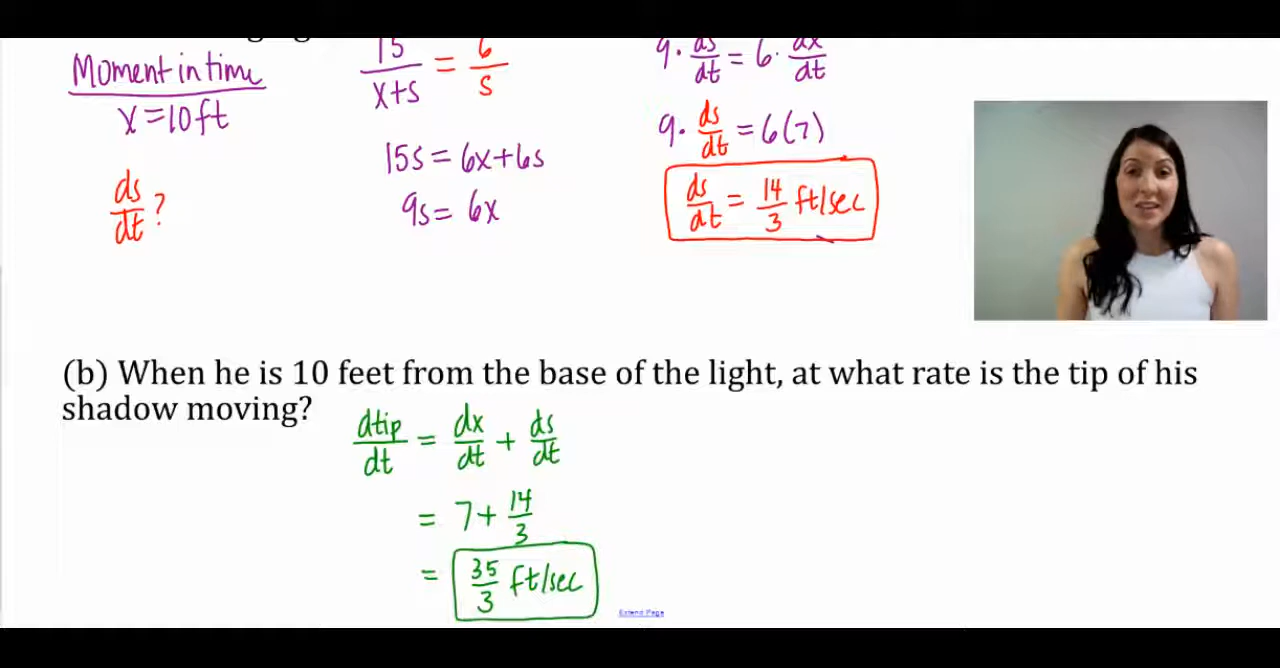 Moment in time
x = 10 ft
ds/dt ?
15/(x+s) = 6/s
15s = 6x + 6s
9s = 6x
9 · ds/dt = 6 · dx/dt
9 · ds/dt = 6(7)
ds/dt = 14/3 ft/sec
(b) When he is 10 feet from the base of the light, at what rate is the tip of his
shadow moving?
dtip/dt = dx/dt + ds/dt
= 7 + 14/3
= 35/3 ft/sec
Extend Page